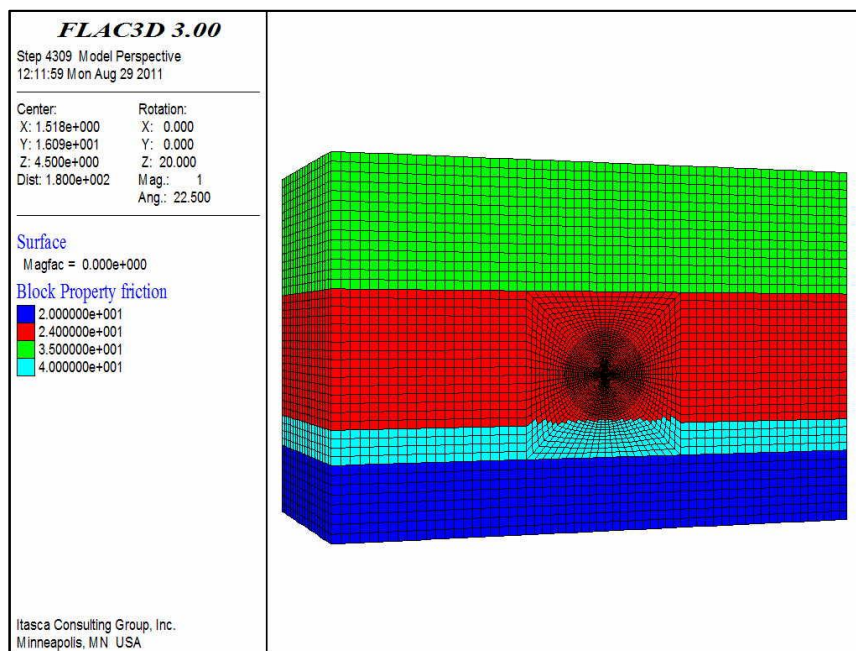 FLAC3D 3.00
Step 4309 Model Perspective
12:11:59 Mon Aug 29 2011
Center: Rotation:
X: 1.518e+000 X: 0.000
Y: 1.609e+001 Y: 0.000
Z: 4.500e+000 Z: 20.000
Dist: 1.800e+002 Mag.: 1
Ang.: 22.500
Surface
Magfac = 0.000e+000
Block Property friction
2.000000e+001
2.400000e+001
3.500000e+001
4.000000e+001
Itasca Consulting Group, Inc.
Minneapolis, MN USA